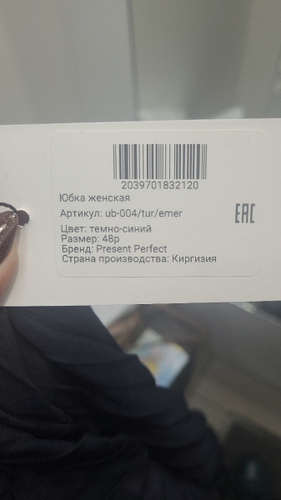 2039701832120
Юбка женская
Артикул: ub-004/tur/emer
Цвет: темно-синий
Размер: 48р
Бренд: Present Perfect
Страна производства: Киргизия
EAC